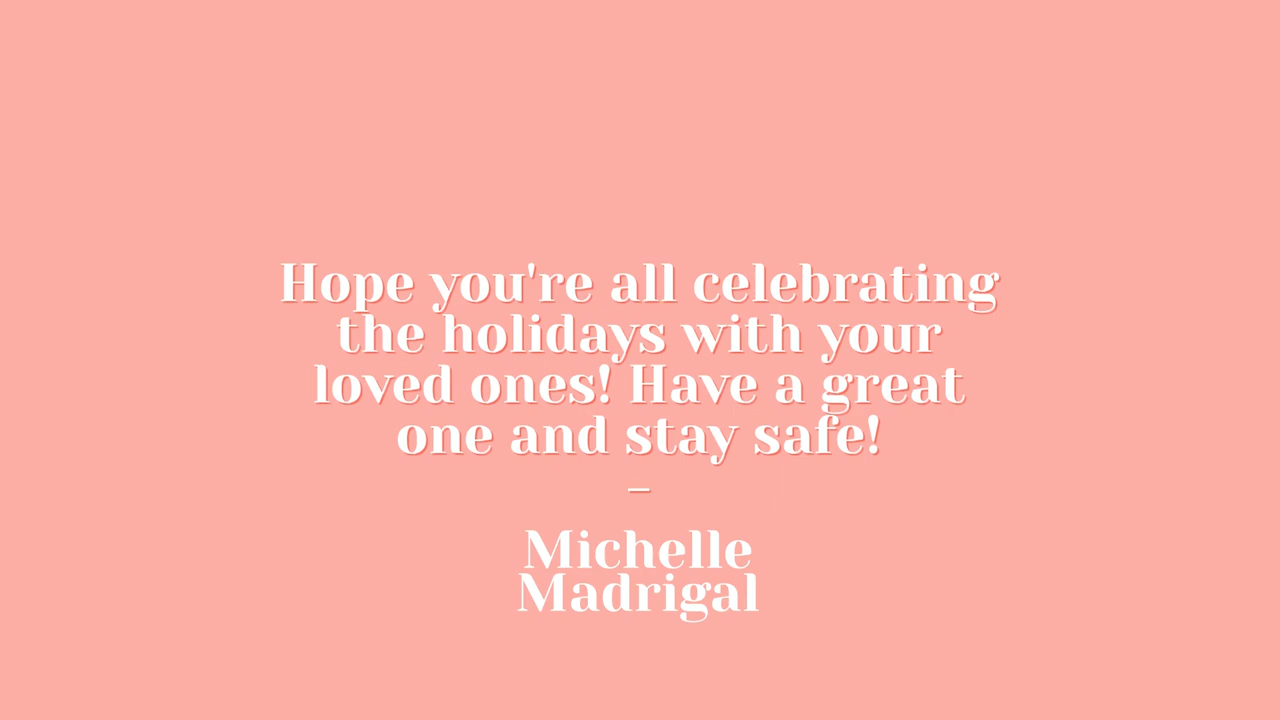 Hope you're all celebrating
the holidays with your
loved ones! Have a great
one and stay safe!
–
Michelle
Madrigal